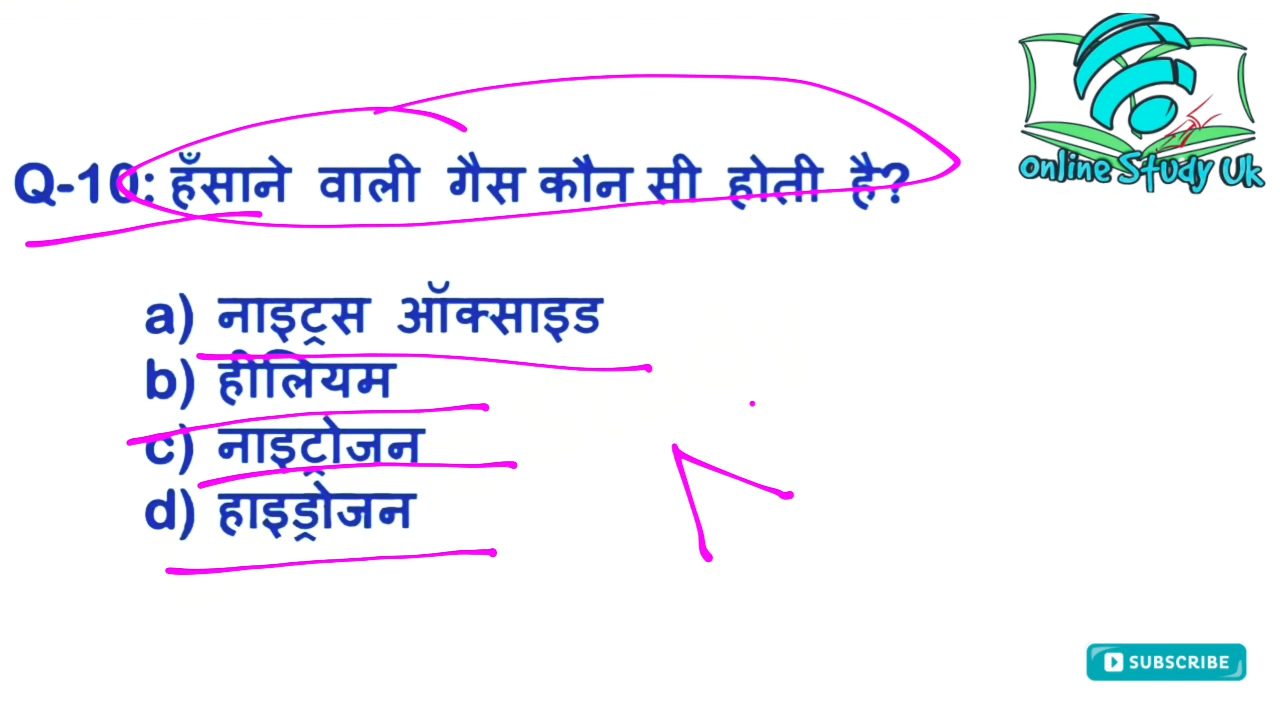 Online Study Uk
Q-10: हँसाने वाली गैस कौन सी होती है?
a) नाइट्रस ऑक्साइड
b) हीलियम
c) नाइट्रोजन
d) हाइड्रोजन
SUBSCRIBE